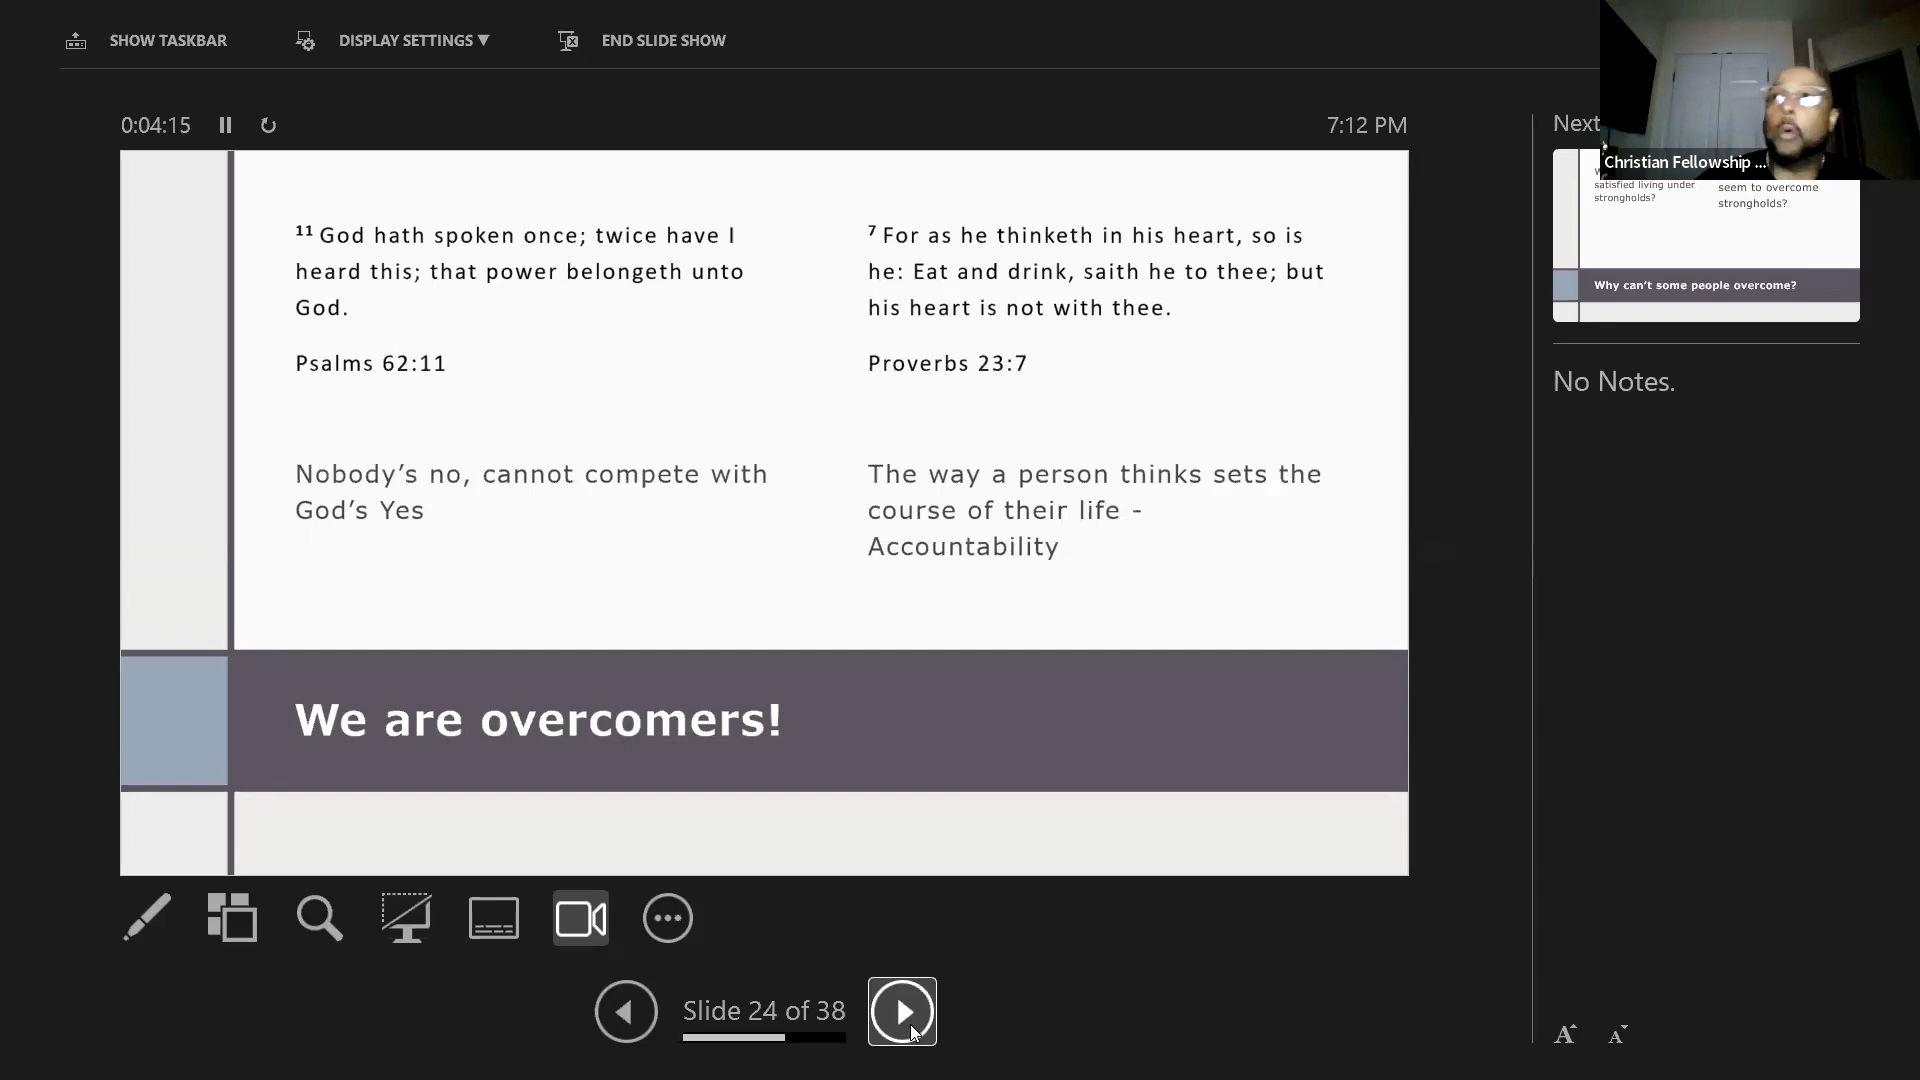 SHOW TASKBAR
DISPLAY SETTINGS ▼
END SLIDE SHOW
0:04:15
7:12 PM
11 God hath spoken once; twice have I
heard this; that power belongeth unto
God.
Psalms 62:11
Nobody’s no, cannot compete with
God’s Yes
7 For as he thinketh in his heart, so is
he: Eat and drink, saith he to thee; but
his heart is not with thee.
Proverbs 23:7
The way a person thinks sets the
course of their life -
Accountability
We are overcomers!
Slide 24 of 38
Next
Christian Fellowship ...
satisfied living under
strongholds?
seem to overcome
strongholds?
Why can’t some people overcome?
No Notes.
A
A